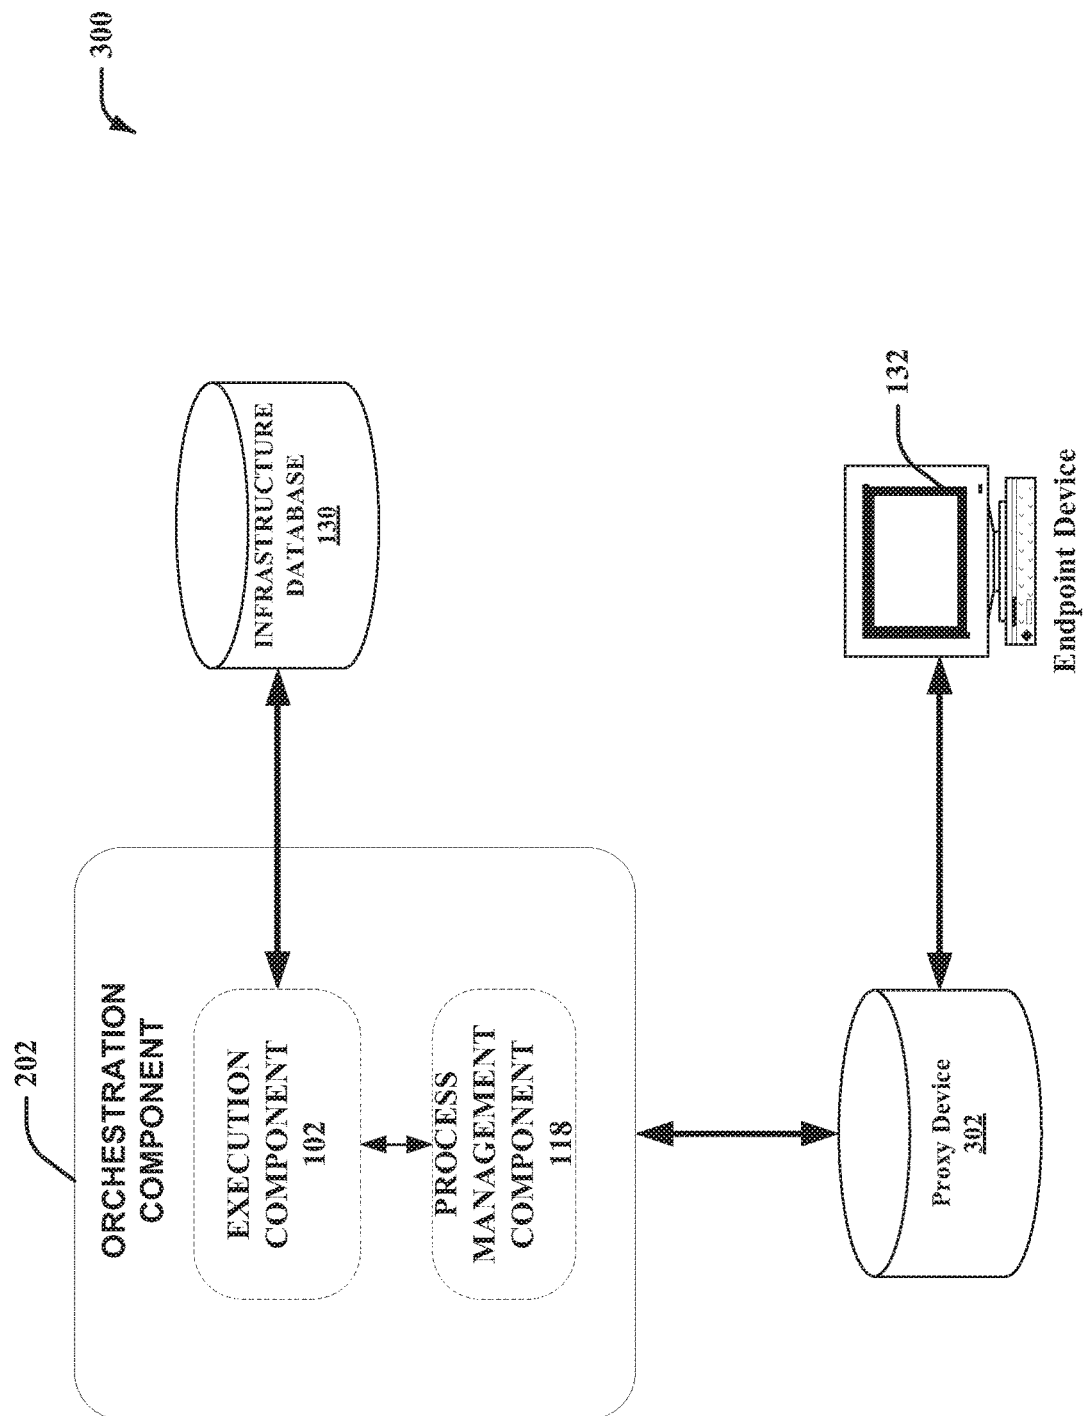 300
202
ORCHESTRATION
COMPONENT
EXECUTION
COMPONENT
102
PROCESS
MANAGEMENT
COMPONENT
118
INFRASTRUCTURE
DATABASE
130
Proxy Device
302
132
Endpoint Device